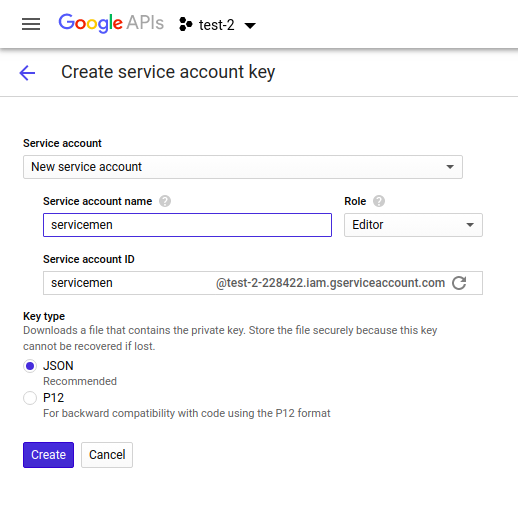 Google APIs test-2
Create service account key
Service account
New service account
Service account name ? Role ?
servicemen Editor
Service account ID
servicemen @test-2-228422.iam.gserviceaccount.com
Key type
Downloads a file that contains the private key. Store the file securely because this key
cannot be recovered if lost.
JSON
Recommended
P12
For backward compatibility with code using the P12 format
Create Cancel